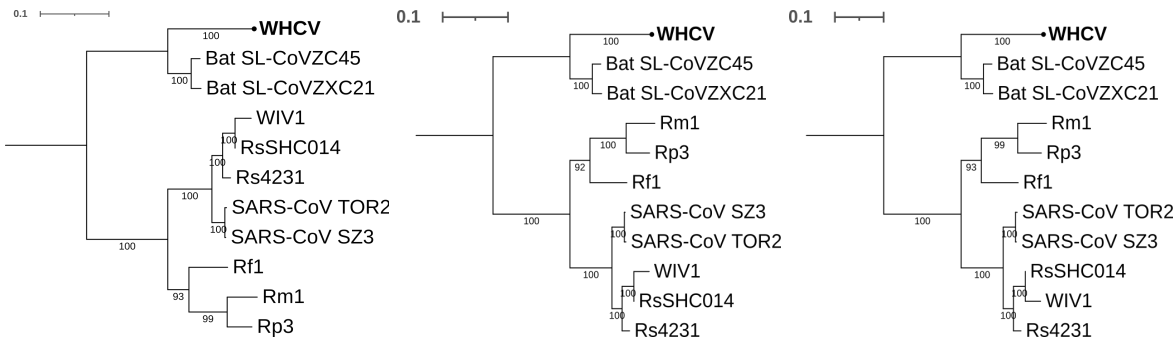 0.1
WHCV
100
Bat SL-CoVZC45
100
Bat SL-CoVZXC21
WIV1
100
RsSHC014
100
Rs4231
100
SARS-CoV TOR2
100
SARS-CoV SZ3
100
Rf1
93
Rm1
99
Rp3
0.1
WHCV
100
Bat SL-CoVZC45
100
Bat SL-CoVZXC21
Rm1
100
Rp3
92
Rf1
100
SARS-CoV SZ3
100
SARS-CoV TOR2
100
WIV1
100
RsSHC014
100
Rs4231
0.1
WHCV
100
Bat SL-CoVZC45
100
Bat SL-CoVZXC21
Rm1
99
Rp3
93
Rf1
100
SARS-CoV TOR2
100
SARS-CoV SZ3
100
RsSHC014
100
WIV1
100
Rs4231